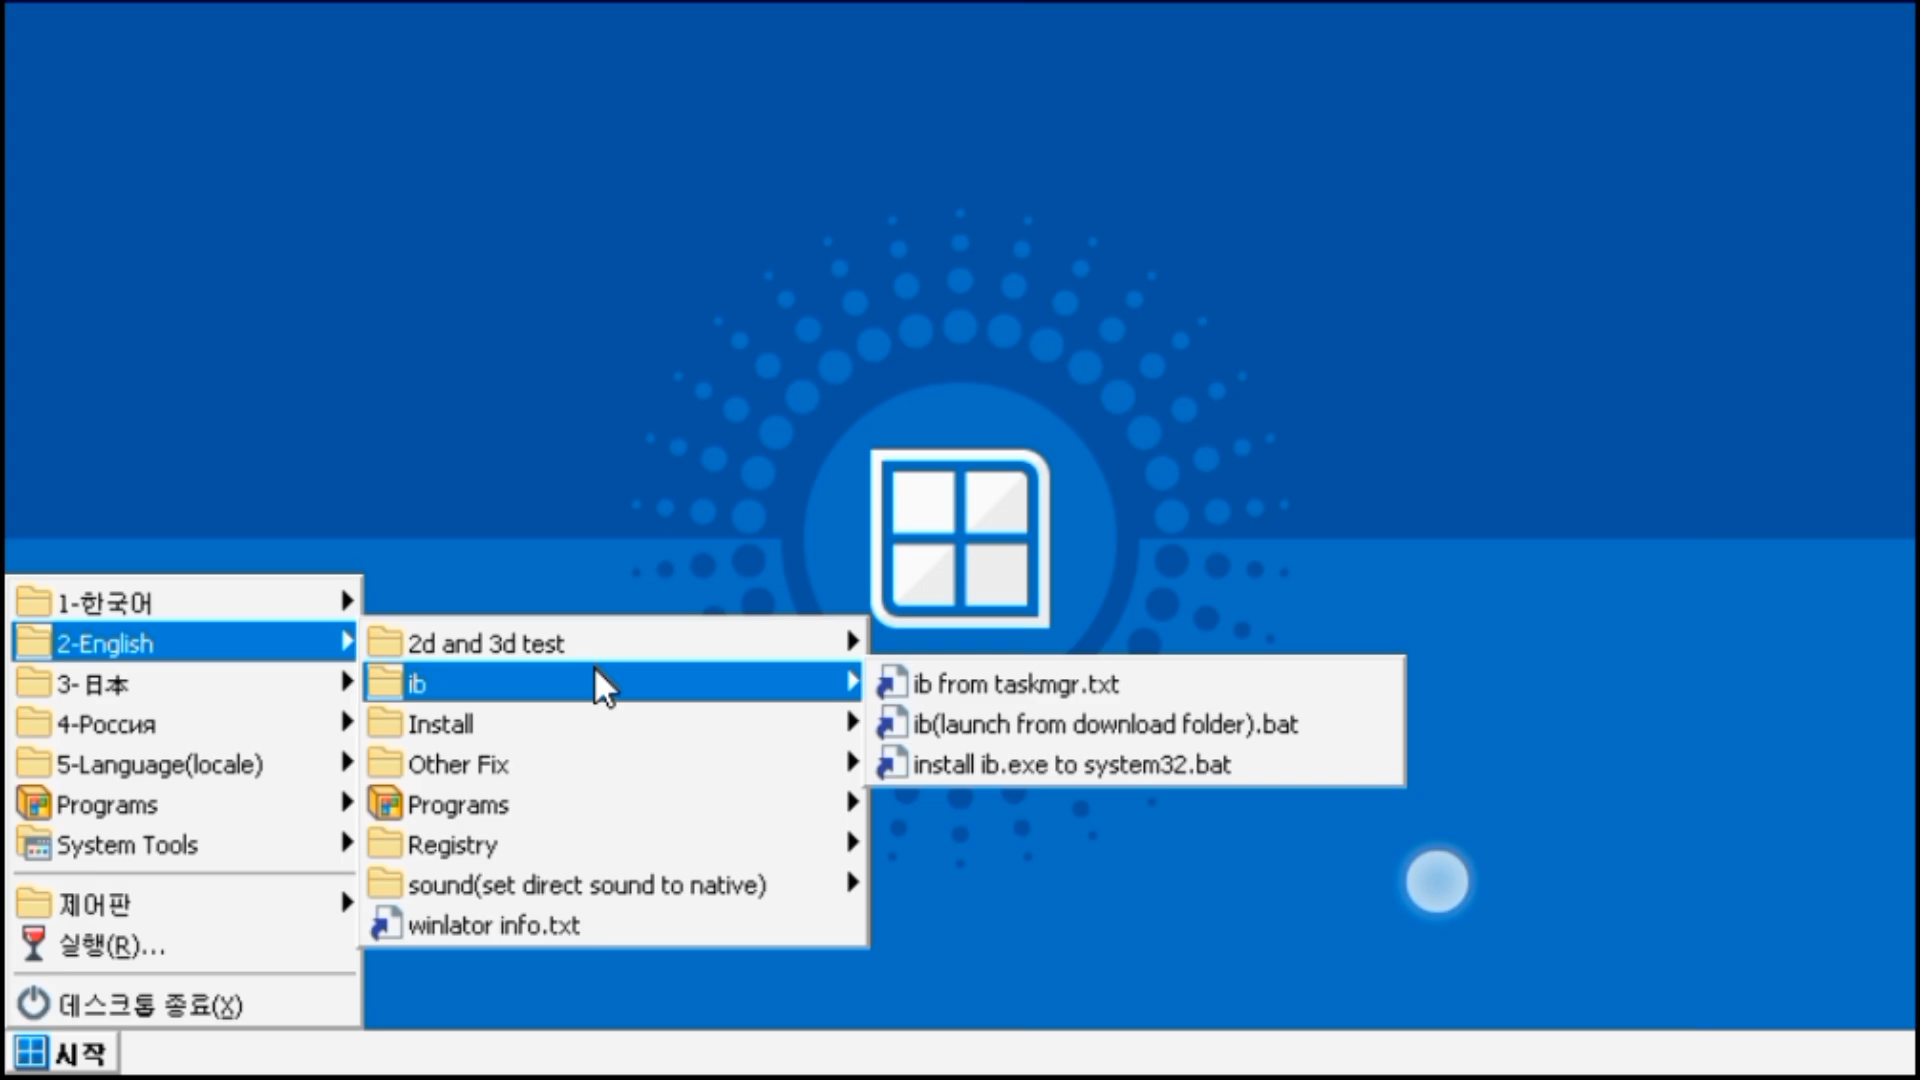 1-한국어
2-English
3- 日本
4-Россия
5-Language(locale)
Programs
System Tools
제어판
실행(R)...
데스크톱 종료(X)
시작
2d and 3d test
ib
Install
Other Fix
Programs
Registry
sound(set direct sound to native)
winlator info.txt
ib from taskmgr.txt
ib(launch from download folder).bat
install ib.exe to system32.bat